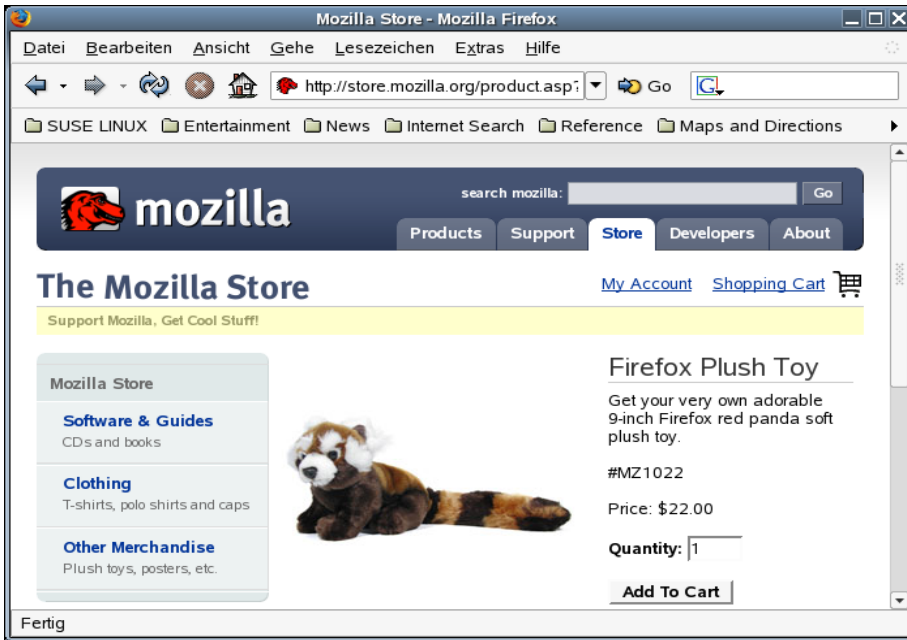 Mozilla Store - Mozilla Firefox
Datei Bearbeiten Ansicht Gehe Lesezeichen Extras Hilfe
http://store.mozilla.org/product.asp? Go G
SUSE LINUX Entertainment News Internet Search Reference Maps and Directions
mozilla
search mozilla: Go
Products Support Store Developers About
The Mozilla Store
My Account Shopping Cart
Support Mozilla, Get Cool Stuff!
Mozilla Store
Software & Guides
CDs and books
Clothing
T-shirts, polo shirts and caps
Other Merchandise
Plush toys, posters, etc.
Firefox Plush Toy
Get your very own adorable
9-inch Firefox red panda soft
plush toy.
#MZ1022
Price: $22.00
Quantity: 1
Add To Cart
Fertig